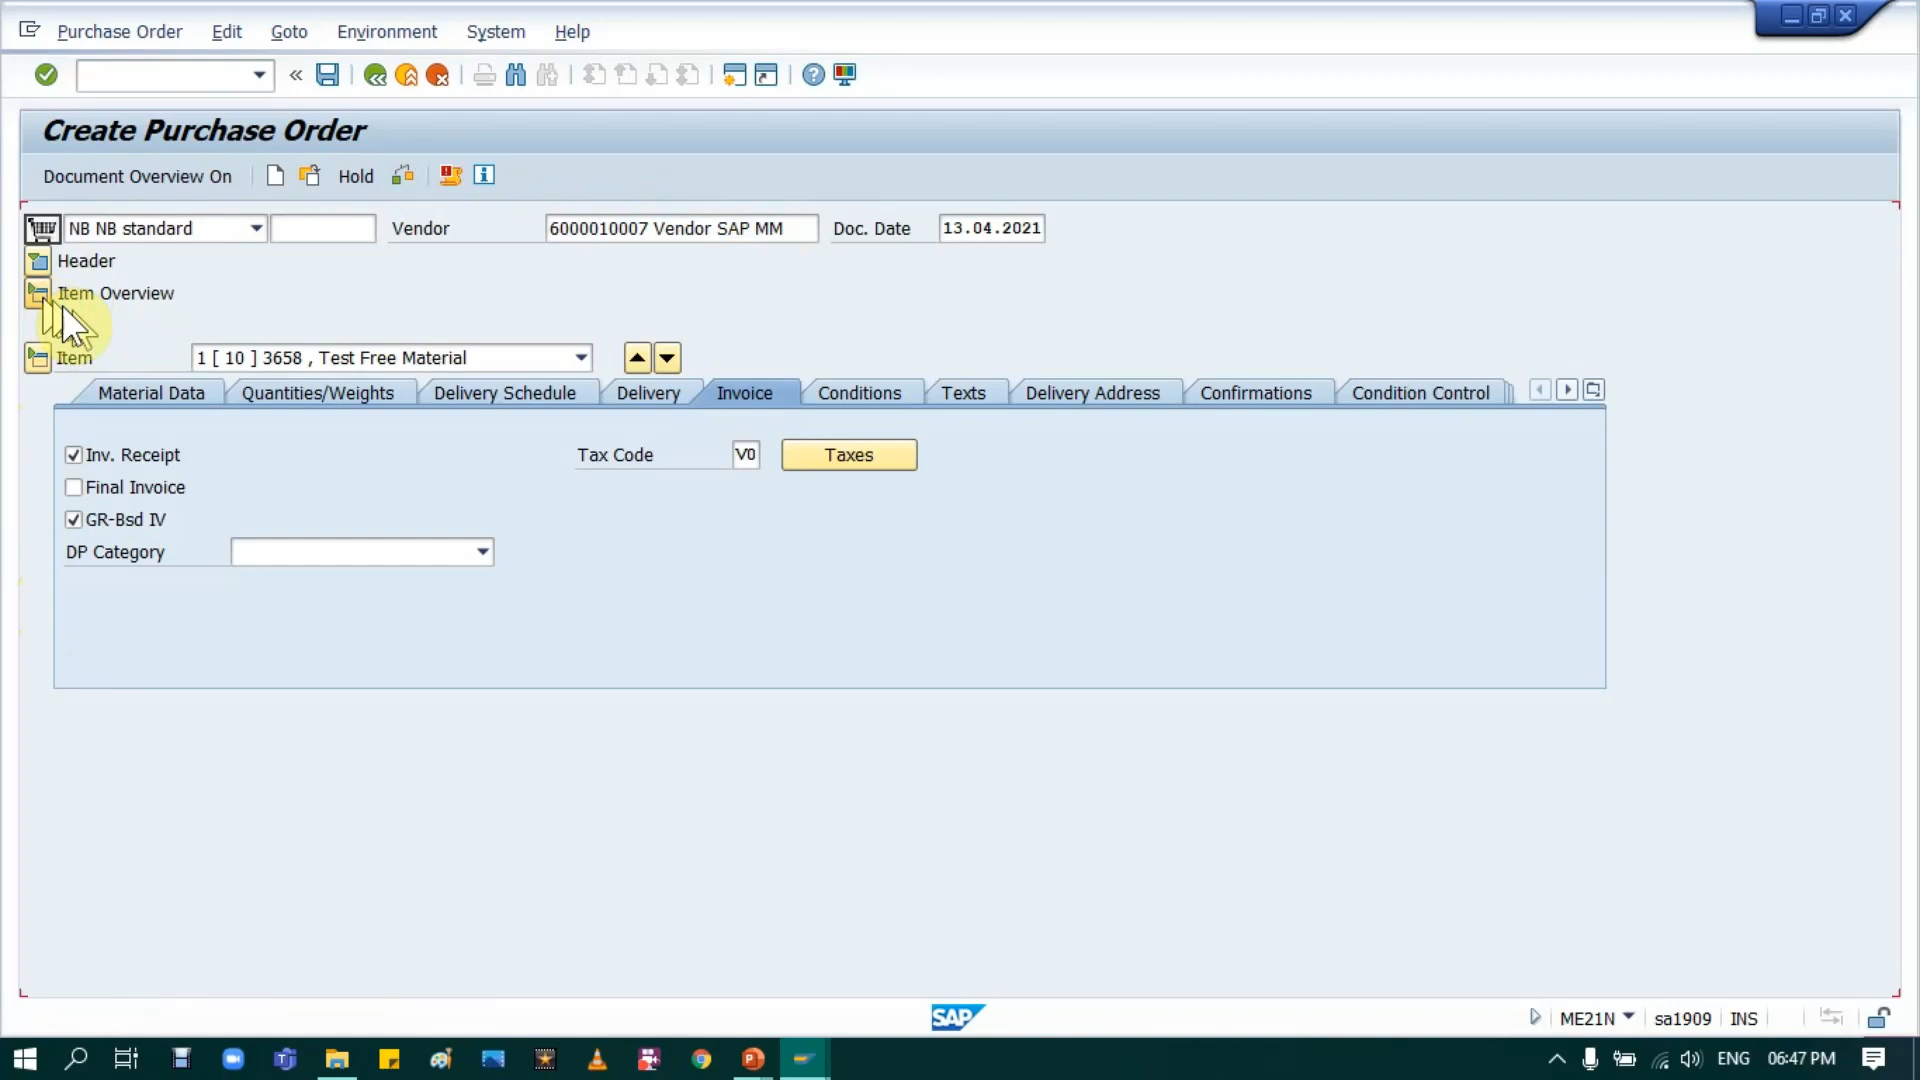 Purchase Order Edit Goto Environment System Help
Create Purchase Order
Document Overview On Hold
NB NB standard Vendor 6000010007 Vendor SAP MM Doc. Date 13.04.2021
Header
Item Overview
Item 1 [ 10 ] 3658 , Test Free Material
Material Data Quantities/Weights Delivery Schedule Delivery Invoice Conditions Texts Delivery Address Confirmations Condition Control
Inv. Receipt Tax Code V0 Taxes
Final Invoice
GR-Bsd IV
DP Category
SAP ME21N sa1909 INS
ENG 06:47 PM